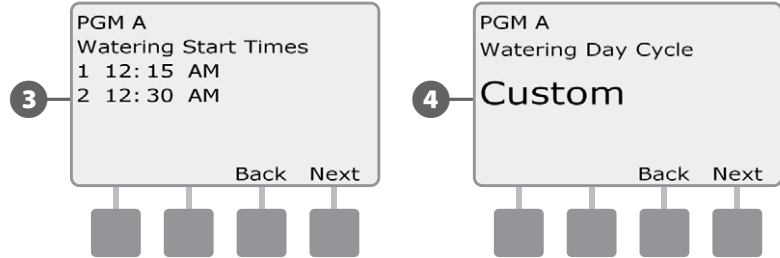 3
PGM A
Watering Start Times
1 12:15 AM
2 12:30 AM
Back Next
4
PGM A
Watering Day Cycle
Custom
Back Next